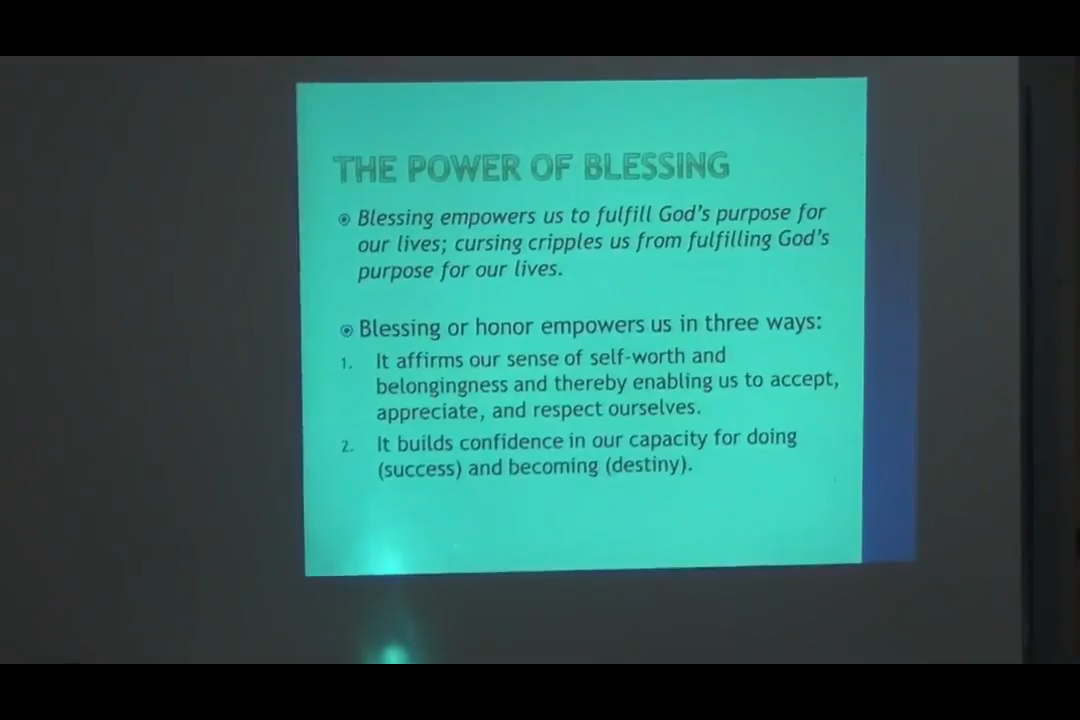 THE POWER OF BLESSING
Blessing empowers us to fulfill God's purpose for
our lives; cursing cripples us from fulfilling God's
purpose for our lives.
Blessing or honor empowers us in three ways:
1. It affirms our sense of self-worth and
belongingness and thereby enabling us to accept,
appreciate, and respect ourselves.
2. It builds confidence in our capacity for doing
(success) and becoming (destiny).